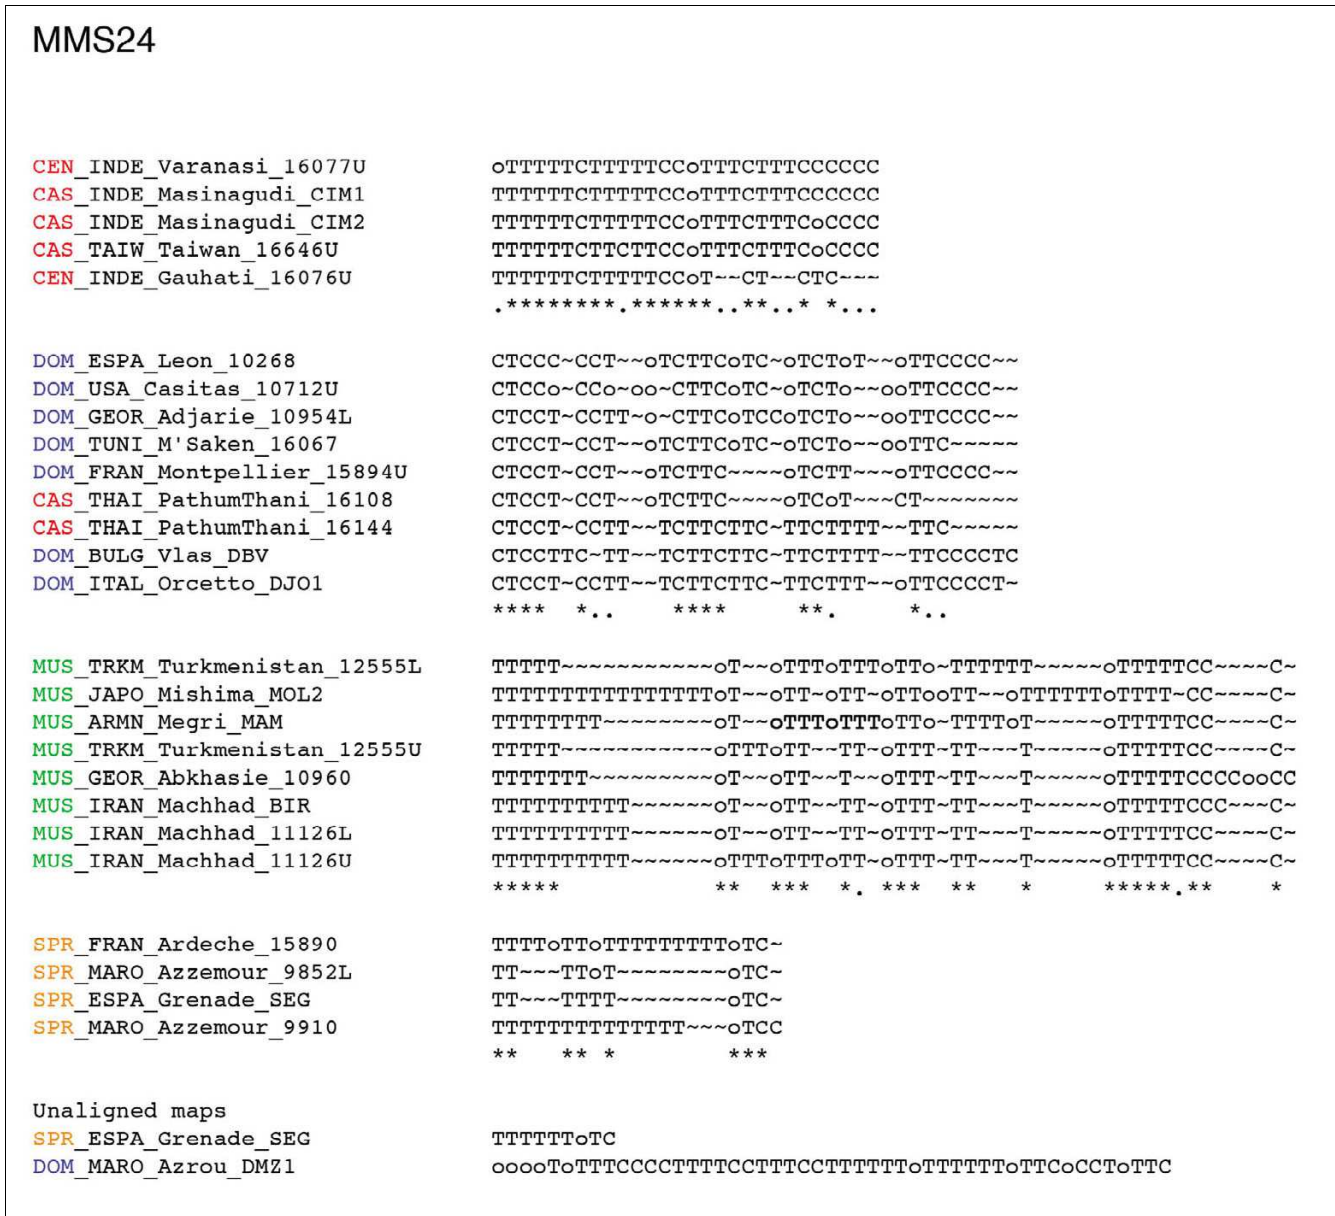 MMS24
CEN_INDE_Varanasi_16077U oTTTTTCTTTTTCCoTTTCTTTCCCCCC
CAS_INDE_Masinagudi_CIM1 TTTTTTCTTTTTCCoTTTCTTTCCCCCC
CAS_INDE_Masinagudi_CIM2 TTTTTTCTTTTTCCoTTTCTTTCoCCCC
CAS_TAIW_Taiwan_16646U TTTTTTCTTCTTCCoTTTCTTTCoCCCC
CEN_INDE_Gauhati_16076U TTTTTTCTTTTTCCoT~~CT~~CTC~~~
.********.******..**..* *...
DOM_ESPA_Leon_10268 CTCCC~CCT~~oTCTTCoTC~oTCToT~~oTTCCCC~~
DOM_USA_Casitas_10712U CTCCo~CCo~oo~CTTCoTC~oTCTo~~ooTTCCCC~~
DOM_GEOR_Adjarie_10954L CTCCT~CCTT~o~CTTCoTCCoTCTo~~ooTTCCCC~~
DOM_TUNI_M'Saken_16067 CTCCT~CCT~~oTCTTCoTC~oTCTo~~ooTTC~~~~~
DOM_FRAN_Montpellier_15894U CTCCT~CCT~~oTCTTC~~~~oTCTT~~~oTTCCCC~~
CAS_THAI_PathumThani_16108 CTCCT~CCT~~oTCTTC~~~~oTCoT~~~CT~~~~~~~
CAS_THAI_PathumThani_16144 CTCCT~CCTT~~TCTTCTTC~TTCTTTT~~TTC~~~~~
DOM_BULG_Vlas_DBV CTCCTTC~TT~~TCTTCTTC~TTCTTTT~~TTCCCCTC
DOM_ITAL_Orcetto_DJO1 CTCCT~CCTT~~TCTTCTTC~TTCTTT~~oTTCCCCT~
**** *.. **** **. *..
MUS_TRKM_Turkmenistan_12555L TTTTT~~~~~~~~~~~oT~~oTTToTTToTTo~TTTTTT~~~~~oTTTTTCC~~~~C~
MUS_JAPO_Mishima_MOL2 TTTTTTTTTTTTTTTToT~~oTT~oTT~oTTooTT~~oTTTTTToTTTT~CC~~~~C~
MUS_ARMN_Megri_MAM TTTTTTTT~~~~~~~~oT~~oTTToTTToTTo~TTTToT~~~~~oTTTTTCC~~~~C~
MUS_TRKM_Turkmenistan_12555U TTTTT~~~~~~~~~~~oTTToTT~~TT~oTTT~TT~~~T~~~~~oTTTTTCC~~~~C~
MUS_GEOR_Abkhasie_10960 TTTTTTT~~~~~~~~~oT~~oTT~~T~~oTTT~TT~~~T~~~~~oTTTTTCCCCooCC
MUS_IRAN_Machhad_BIR TTTTTTTTTT~~~~~~oT~~oTT~~TT~oTTT~TT~~~T~~~~~oTTTTTCCC~~~C~
MUS_IRAN_Machhad_11126L TTTTTTTTTT~~~~~~oT~~oTT~~TT~oTTT~TT~~~T~~~~~oTTTTTCC~~~~C~
MUS_IRAN_Machhad_11126U TTTTTTTTTT~~~~~~oTTToTTToTT~oTTT~TT~~~T~~~~~oTTTTTCC~~~~C~
***** ** *** *. *** ** * *****.** *
SPR_FRAN_Ardeche_15890 TTTToTToTTTTTTTTToTC~
SPR_MARO_Azzemour_9852L TT~~~TToT~~~~~~~~oTC~
SPR_ESPA_Grenade_SEG TT~~~TTTT~~~~~~~~oTC~
SPR_MARO_Azzemour_9910 TTTTTTTTTTTTTT~~~oTCC
** ** * ***
Unaligned maps
SPR_ESPA_Grenade_SEG TTTTTToTC
DOM_MARO_Azrou_DMZ1 ooooToTTTCCCCTTTTCCTTTCCTTTTTToTTTTTToTTCoCCToTTC